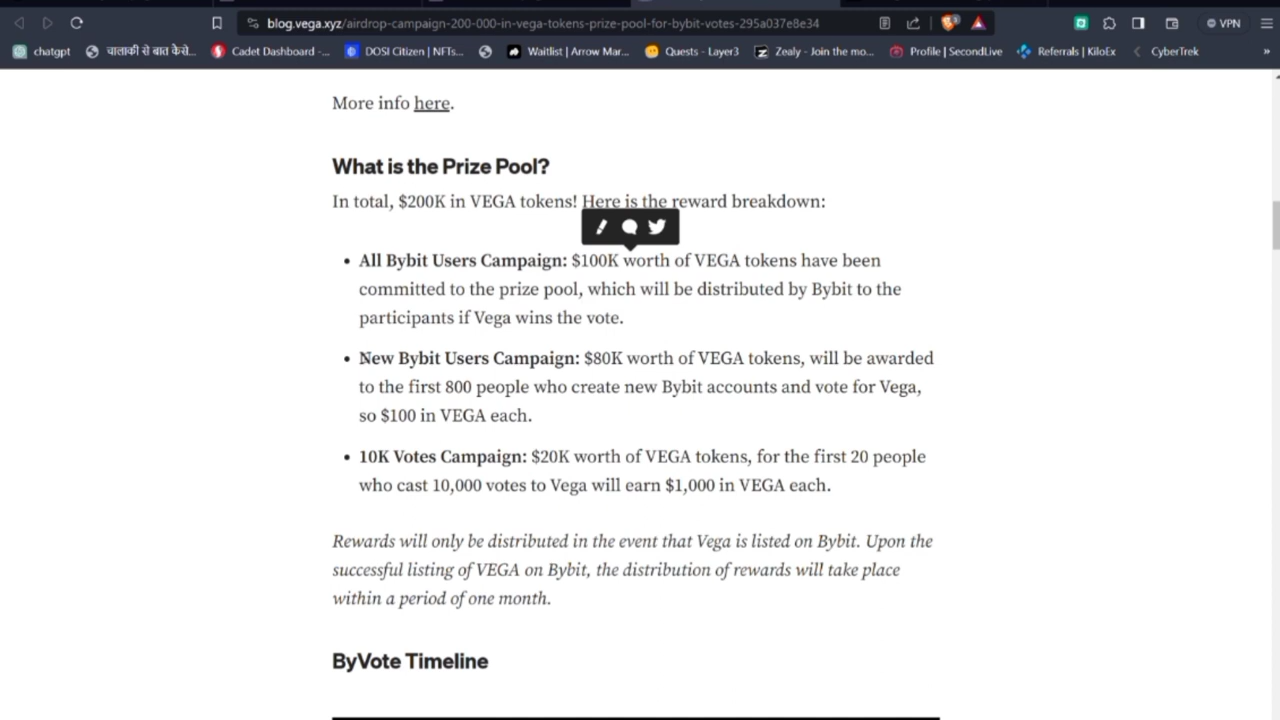 blog.vega.xyz/airdrop-campaign-200-000-in-vega-tokens-prize-pool-for-bybit-votes-295a037e8e34
VPN
chatgpt
चालाकी से बात कैसे...
Cadet Dashboard -...
DOSI Citizen | NFTs...
Waitlist | Arrow Mar...
Quests - Layer3
Zealy - Join the mo...
Profile | SecondLive
Referrals | KiloEx
CyberTrek
»
More info here.
What is the Prize Pool?
In total, $200K in VEGA tokens! Here is the reward breakdown:
• All Bybit Users Campaign: $100K worth of VEGA tokens have been
committed to the prize pool, which will be distributed by Bybit to the
participants if Vega wins the vote.
• New Bybit Users Campaign: $80K worth of VEGA tokens, will be awarded
to the first 800 people who create new Bybit accounts and vote for Vega,
so $100 in VEGA each.
• 10K Votes Campaign: $20K worth of VEGA tokens, for the first 20 people
who cast 10,000 votes to Vega will earn $1,000 in VEGA each.
Rewards will only be distributed in the event that Vega is listed on Bybit. Upon the
successful listing of VEGA on Bybit, the distribution of rewards will take place
within a period of one month.
ByVote Timeline